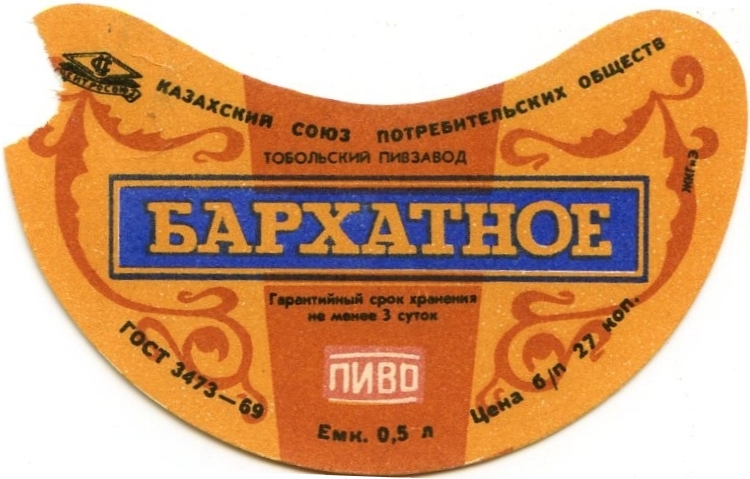 ЦЕНТРОСОЮЗ
КАЗАХСКИЙ СОЮЗ ПОТРЕБИТЕЛЬСКИХ ОБЩЕСТВ
ТОБОЛЬСКИЙ ПИВЗАВОД
БАРХАТНОЕ
Гарантийный срок хранения
не менее 3 суток
ГОСТ 3473—69
ПИВО
Емк. 0,5 л
Цена б/п 27 коп.